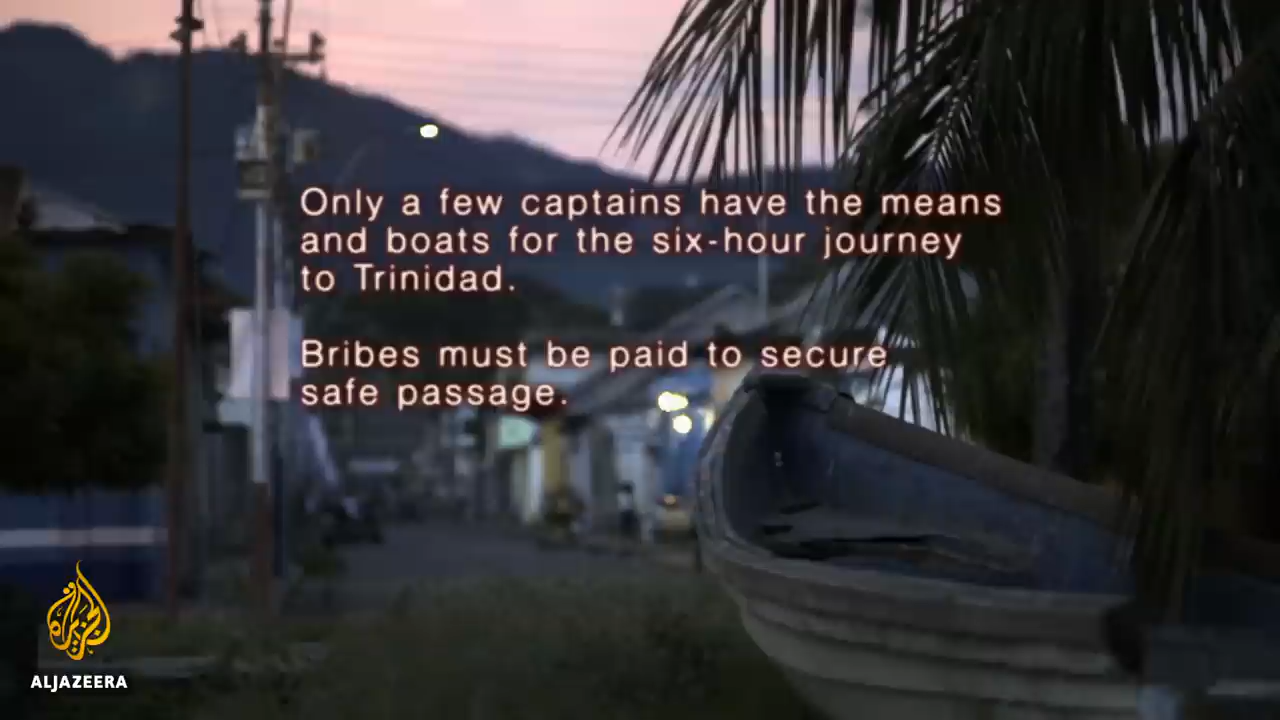 Only a few captains have the means
and boats for the six-hour journey
to Trinidad.
Bribes must be paid to secure
safe passage.
الجزيرة
ALJAZEERA